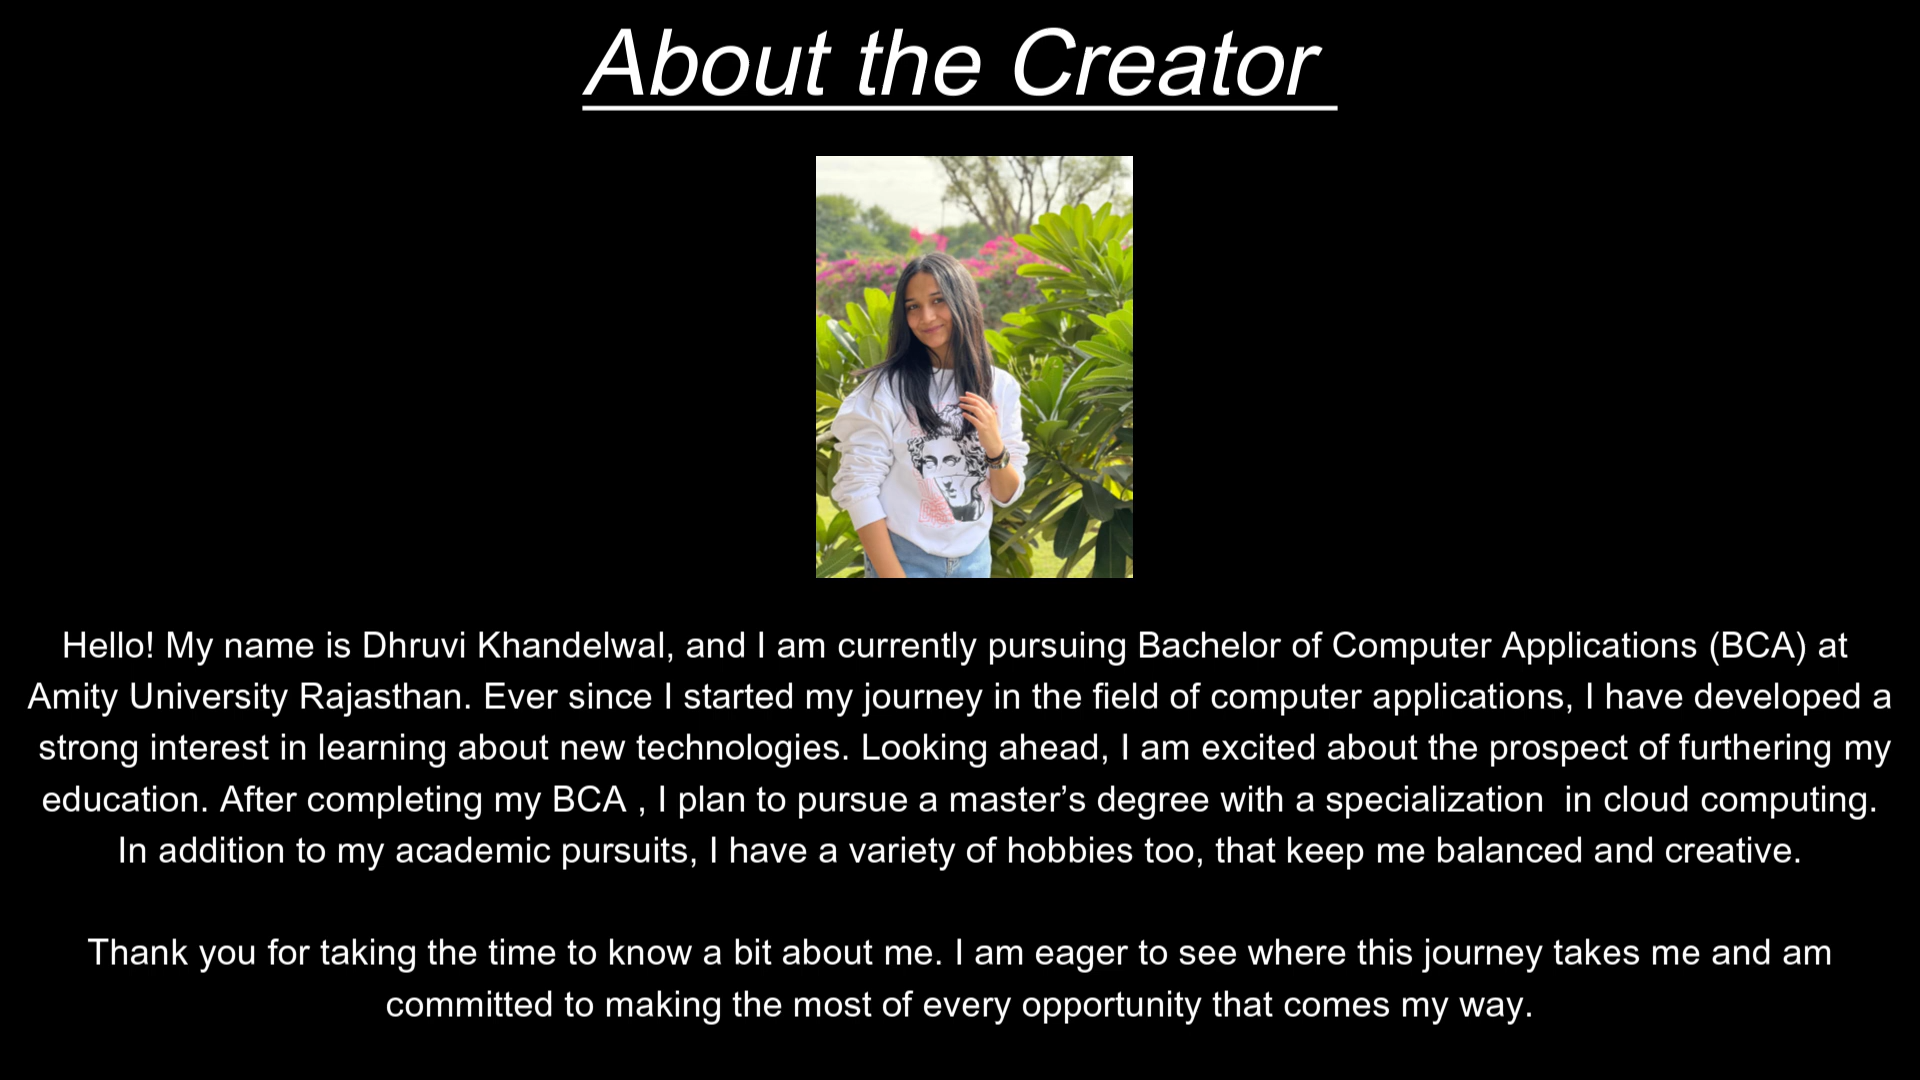 About the Creator
Hello! My name is Dhruvi Khandelwal, and I am currently pursuing Bachelor of Computer Applications (BCA) at
Amity University Rajasthan. Ever since I started my journey in the field of computer applications, I have developed a
strong interest in learning about new technologies. Looking ahead, I am excited about the prospect of furthering my
education. After completing my BCA , I plan to pursue a master’s degree with a specialization  in cloud computing.
In addition to my academic pursuits, I have a variety of hobbies too, that keep me balanced and creative.
Thank you for taking the time to know a bit about me. I am eager to see where this journey takes me and am
committed to making the most of every opportunity that comes my way.